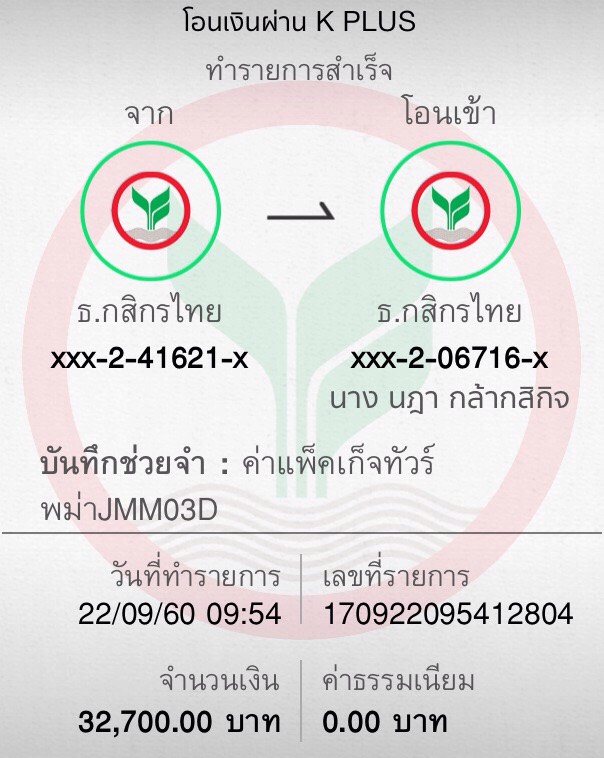 โอนเงินผ่าน K PLUS
ทำรายการสำเร็จ
จาก
โอนเข้า
ธ.กสิกรไทย
ธ.กสิกรไทย
xxx-2-41621-x
xxx-2-06716-x
นาง นฎา กล้ากสิกิจ
บันทึกช่วยจำ : ค่าแพ็คเก็จทัวร์
พม่าJMM03D
วันที่ทำรายการ
เลขที่รายการ
22/09/60 09:54
170922095412804
จำนวนเงิน
ค่าธรรมเนียม
32,700.00 บาท
0.00 บาท